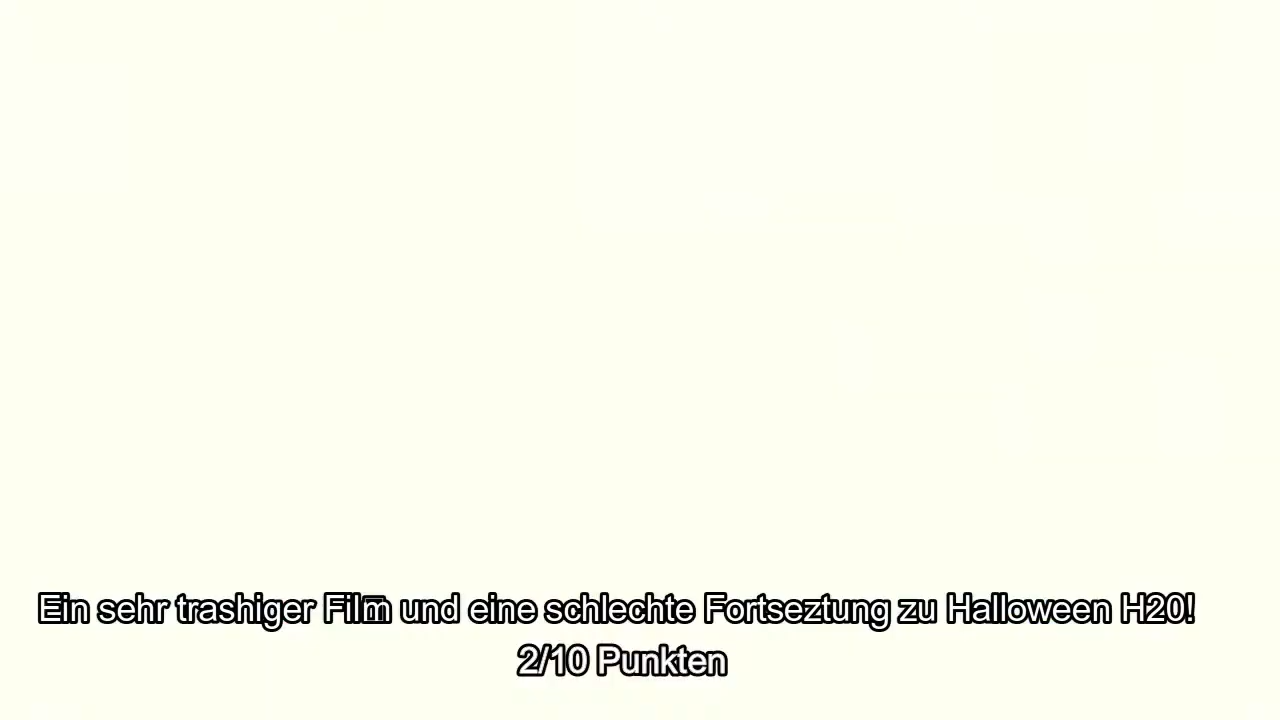 Ein sehr trashiger Film und eine schlechte Fortseztung zu Halloween H20!
2/10 Punkten